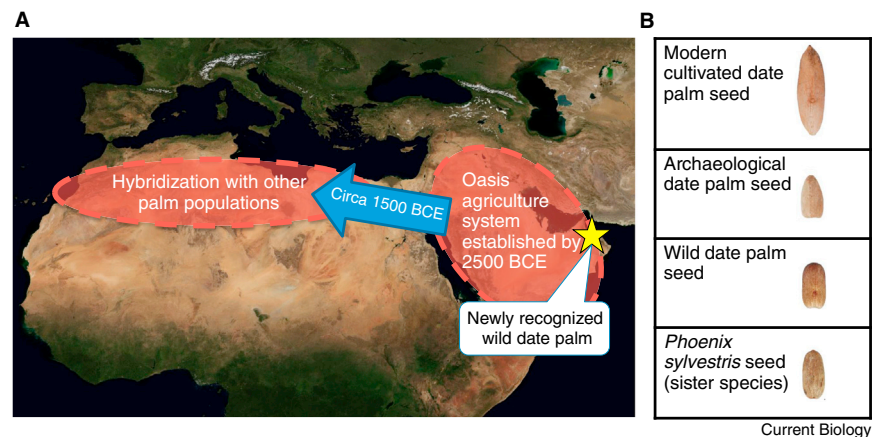 A
Hybridization with other
palm populations
Circa 1500 BCE
Oasis
agriculture
system
established by
2500 BCE
Newly recognized
wild date palm
B
Modern
cultivated date
palm seed
Archaeological
date palm seed
Wild date palm
seed
Phoenix
sylvestris seed
(sister species)
Current Biology